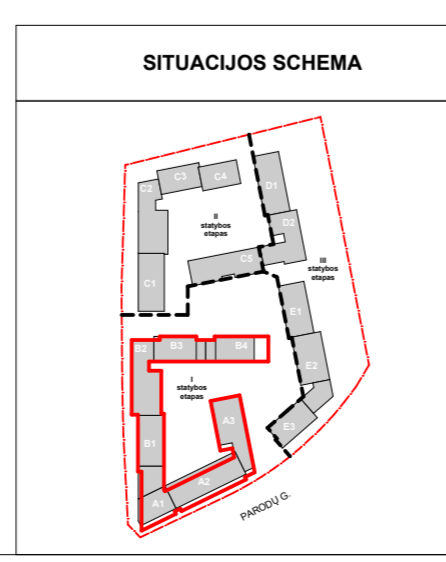 SITUACIJOS SCHEMA
C3
C4
D1
C2
II
statybos
etapas
D2
C5
III
statybos
etapas
C1
E1
B2
B3
B4
E2
I
statybos
etapas
A3
E3
B1
A2
A1
PARODŲ G.